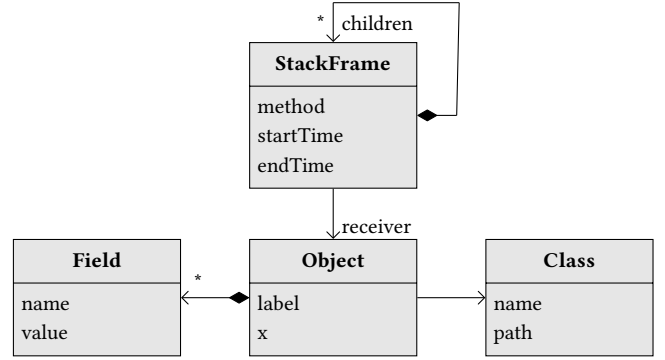 * children
StackFrame
method
startTime
endTime
receiver
Field
name
value
*
Object
label
x
Class
name
path